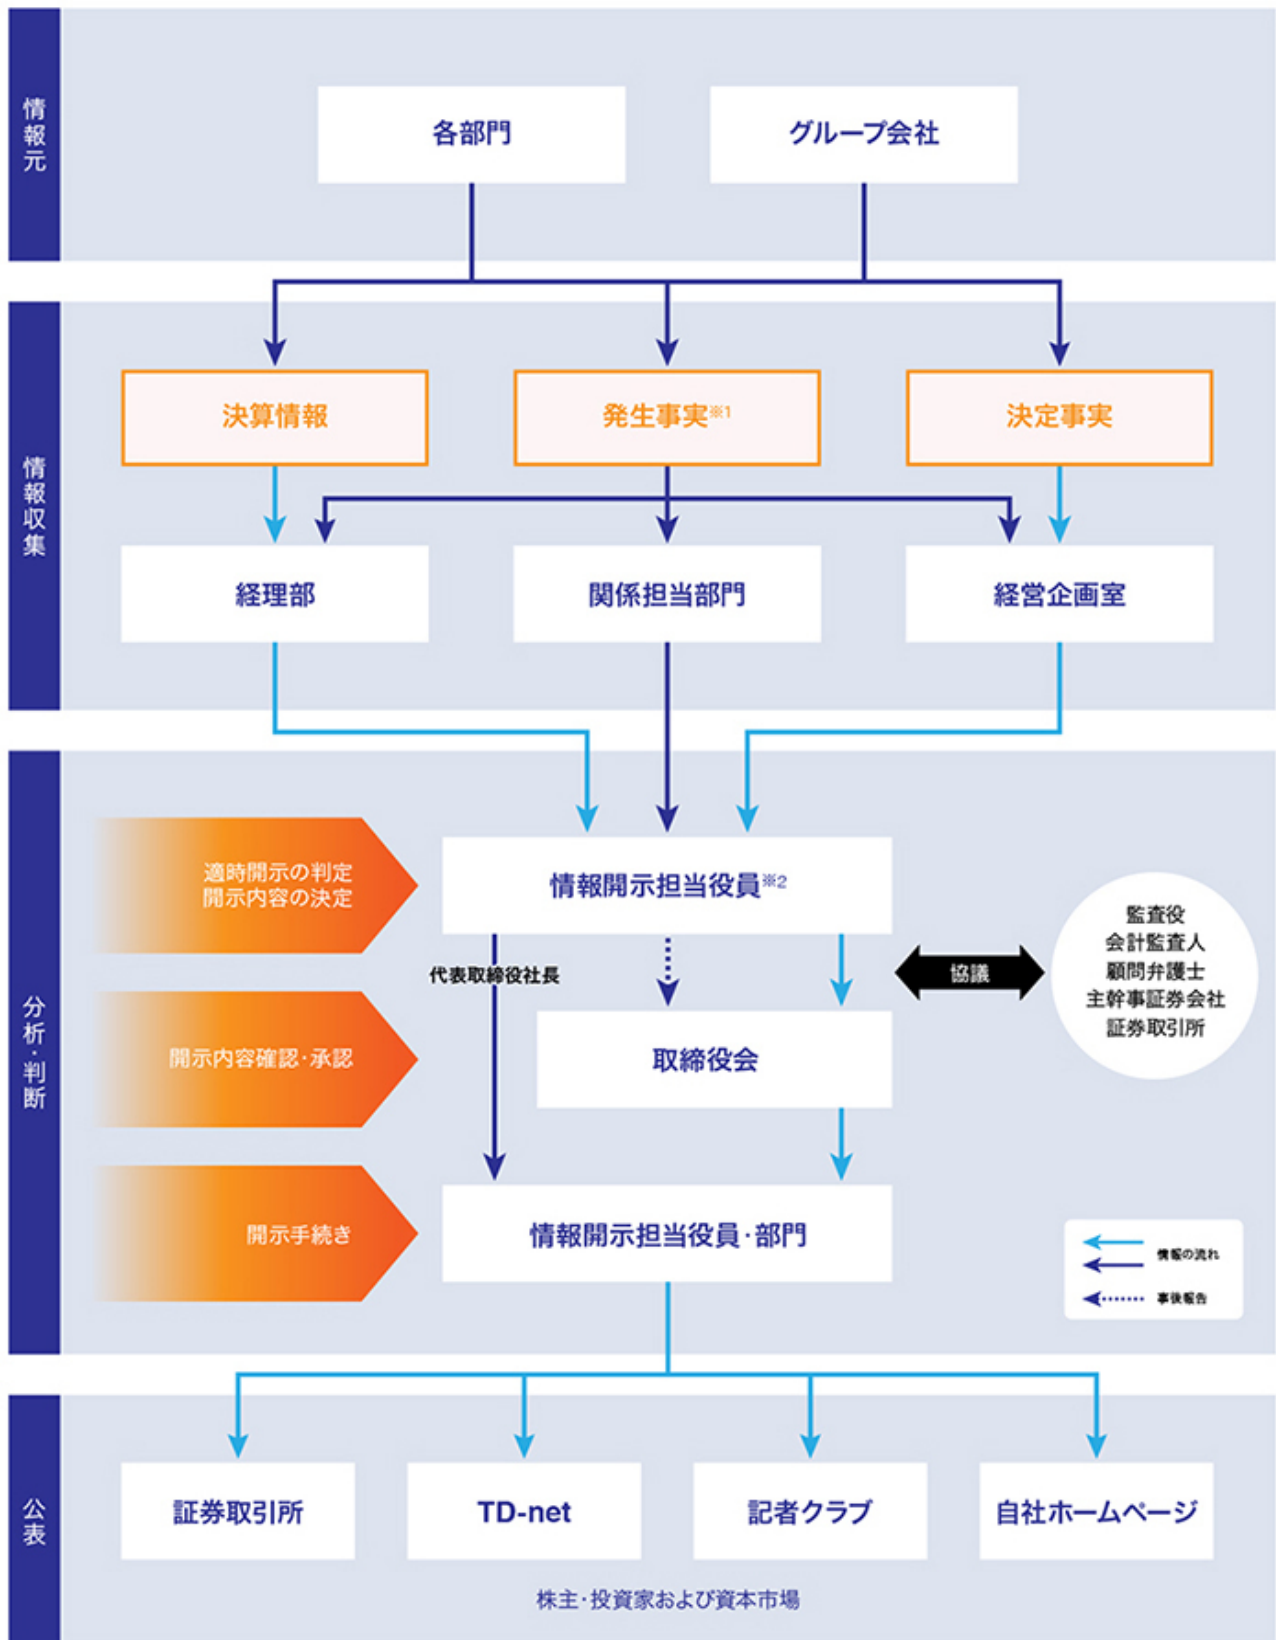 情報元
各部門
グループ会社
情報収集
決算情報
発生事実※1
決定事実
経理部
関係担当部門
経営企画室
分析・判断
適時開示の判定
開示内容の決定
情報開示担当役員※2
代表取締役社長
協議
監査役
会計監査人
顧問弁護士
主幹事証券会社
証券取引所
開示内容確認・承認
取締役会
開示手続き
情報開示担当役員・部門
情報の流れ
事後報告
公表
証券取引所
TD-net
記者クラブ
自社ホームページ
株主・投資家および資本市場